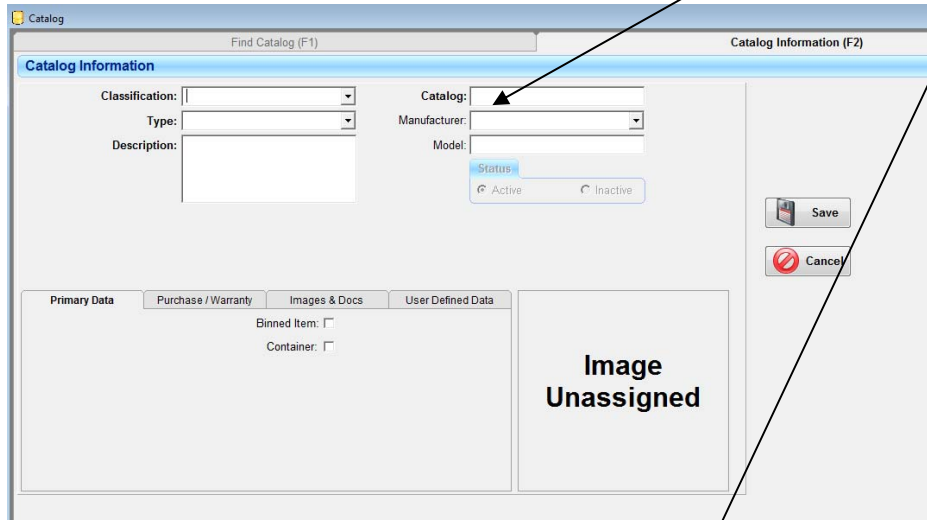 Catalog
Find Catalog (F1) Catalog Information (F2)
Catalog Information
Classification: Catalog:
Type: Manufacturer:
Description: Model:
Status
Active Inactive
Save
Cancel
Primary Data Purchase / Warranty Images & Docs User Defined Data
Binned Item:
Container:
Image
Unassigned